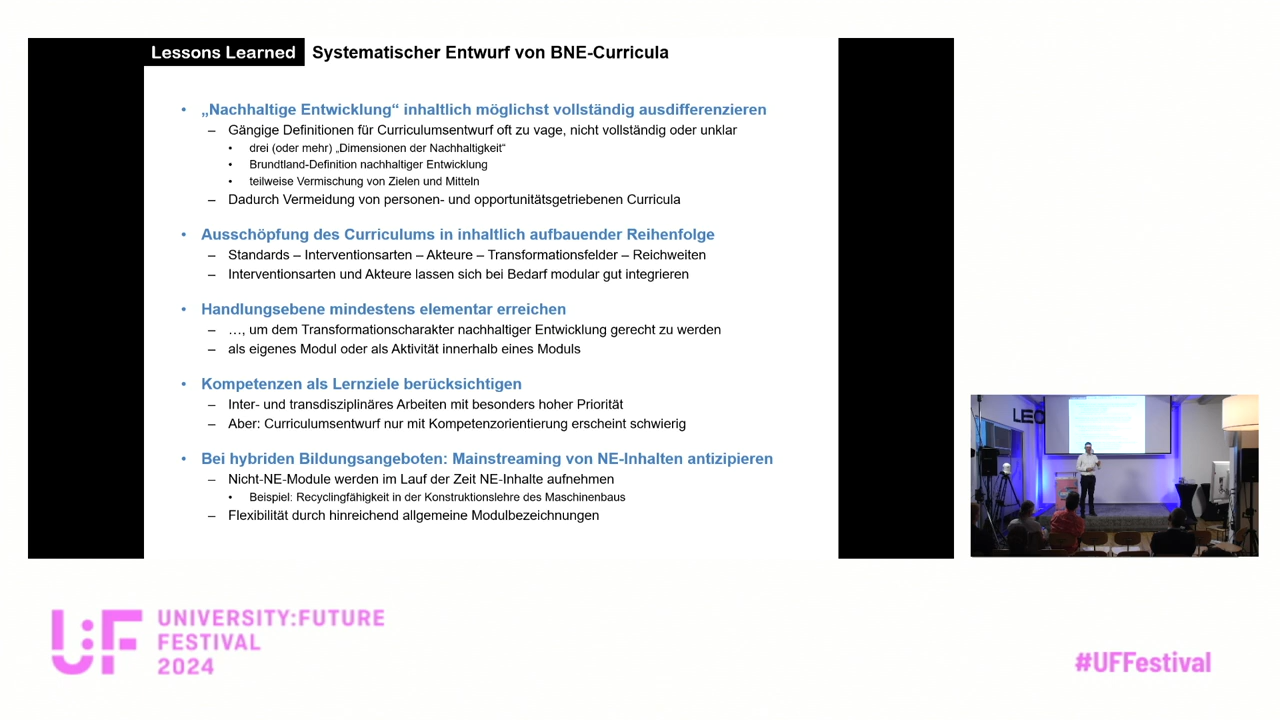 Lessons Learned Systematischer Entwurf von BNE-Curricula
• „Nachhaltige Entwicklung“ inhaltlich möglichst vollständig ausdifferenzieren
– Gängige Definitionen für Curriculumsentwurf oft zu vage, nicht vollständig oder unklar
• drei (oder mehr) „Dimensionen der Nachhaltigkeit“
• Brundtland-Definition nachhaltiger Entwicklung
• teilweise Vermischung von Zielen und Mitteln
– Dadurch Vermeidung von personen- und opportunitätsgetriebenen Curricula
• Ausschöpfung des Curriculums in inhaltlich aufbauender Reihenfolge
– Standards – Interventionsarten – Akteure – Transformationsfelder – Reichweiten
– Interventionsarten und Akteure lassen sich bei Bedarf modular gut integrieren
• Handlungsebene mindestens elementar erreichen
– …, um dem Transformationscharakter nachhaltiger Entwicklung gerecht zu werden
– als eigenes Modul oder als Aktivität innerhalb eines Moduls
• Kompetenzen als Lernziele berücksichtigen
– Inter- und transdisziplinäres Arbeiten mit besonders hoher Priorität
– Aber: Curriculumsentwurf nur mit Kompetenzorientierung erscheint schwierig
• Bei hybriden Bildungsangeboten: Mainstreaming von NE-Inhalten antizipieren
– Nicht-NE-Module werden im Lauf der Zeit NE-Inhalte aufnehmen
• Beispiel: Recyclingfähigkeit in der Konstruktionslehre des Maschinenbaus
– Flexibilität durch hinreichend allgemeine Modulbezeichnungen
LEO
U:F
UNIVERSITY:FUTURE
FESTIVAL
2024
#UFFestival